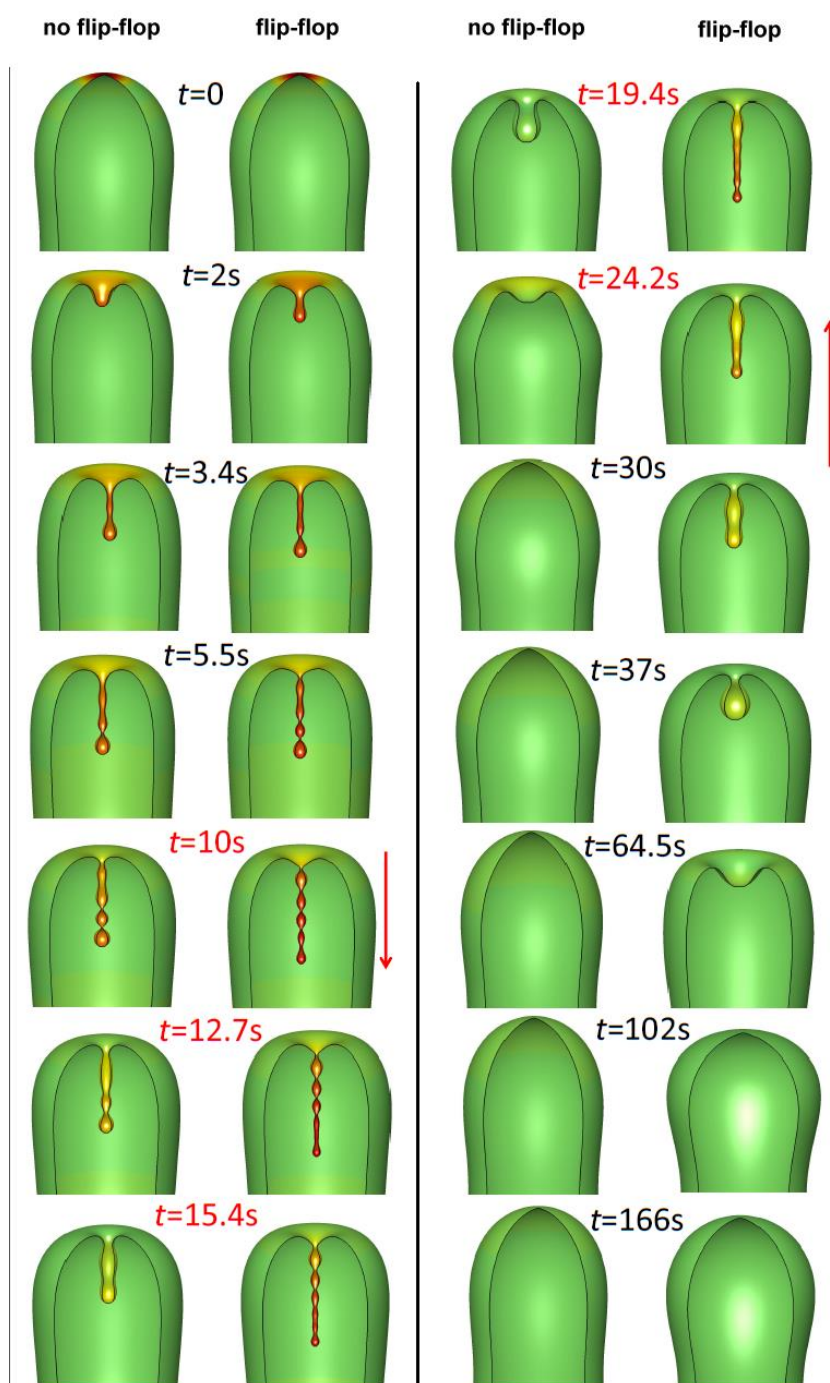 no flip-flop flip-flop
t=0
t=2s
t=3.4s
t=5.5s
t=10s
t=12.7s
t=15.4s
no flip-flop flip-flop
t=19.4s
t=24.2s
t=30s
t=37s
t=64.5s
t=102s
t=166s